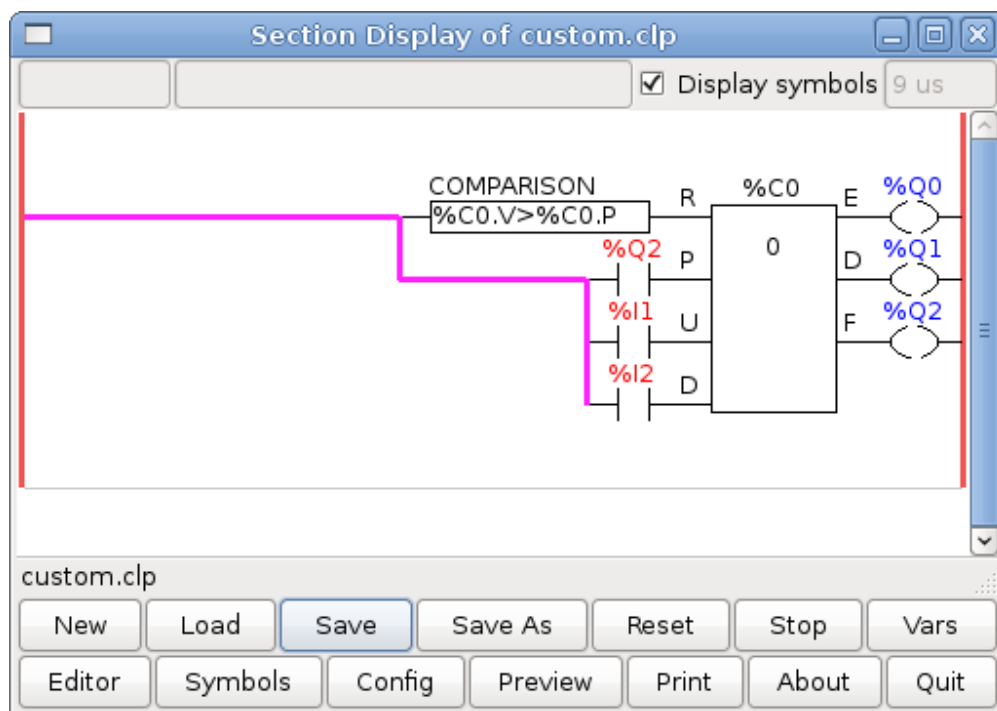 Section Display of custom.clp
Display symbols 9 us
COMPARISON %C0 %Q0
%C0.V>%C0.P R E
0
%Q2 P D %Q1
%I1 U F %Q2
%I2 D
custom.clp
New Load Save Save As Reset Stop Vars
Editor Symbols Config Preview Print About Quit